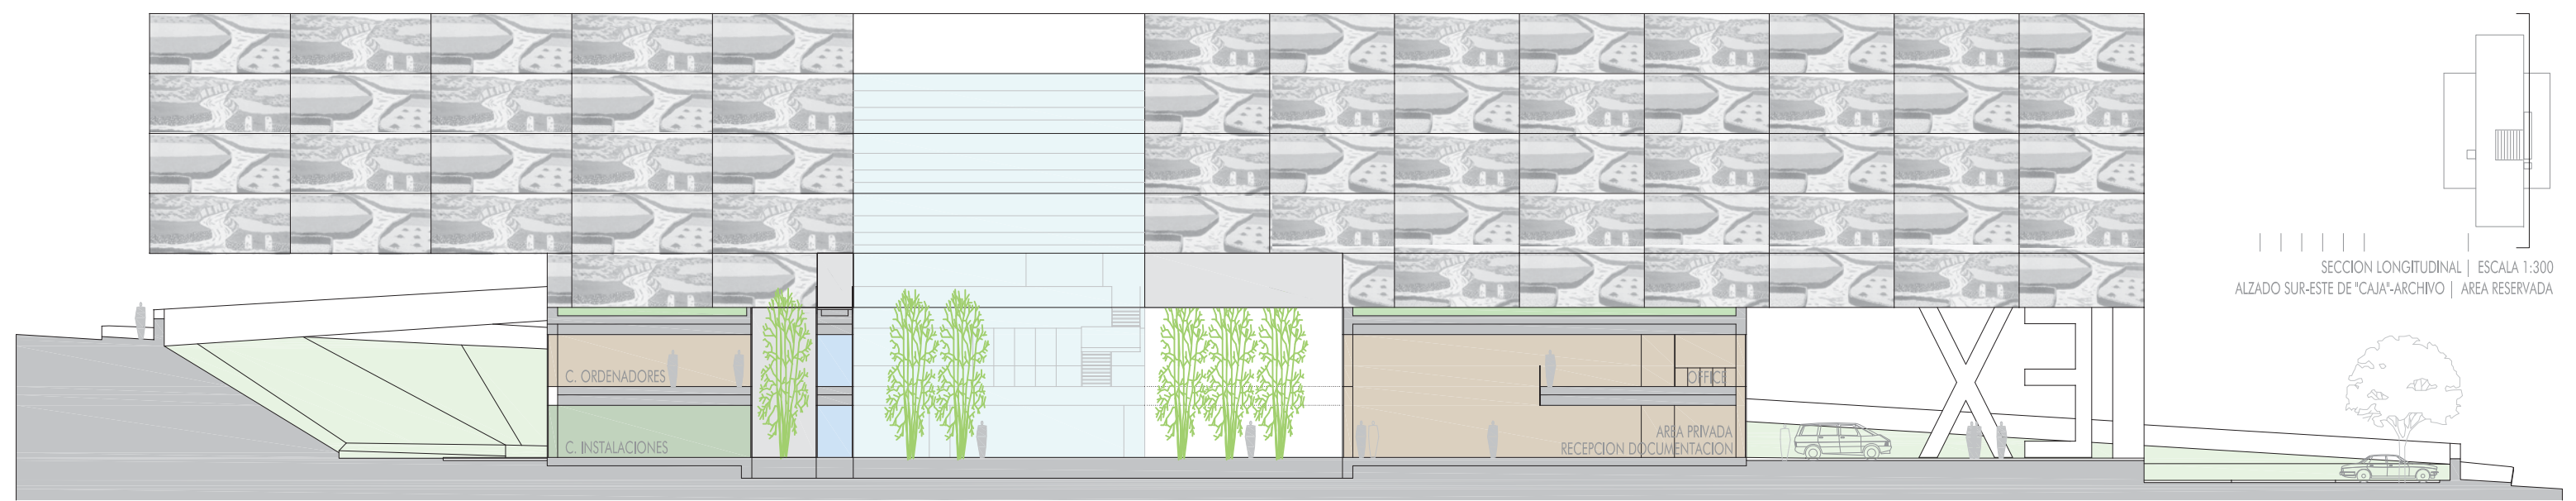 SECCION LONGITUDINAL | ESCALA 1:300
ALZADO SUR-ESTE DE "CAJA"-ARCHIVO | AREA RESERVADA
C. ORDENADORES
OFFICE
C. INSTALACIONES
AREA PRIVADA
RECEPCION DOCUMENTACION
XEI